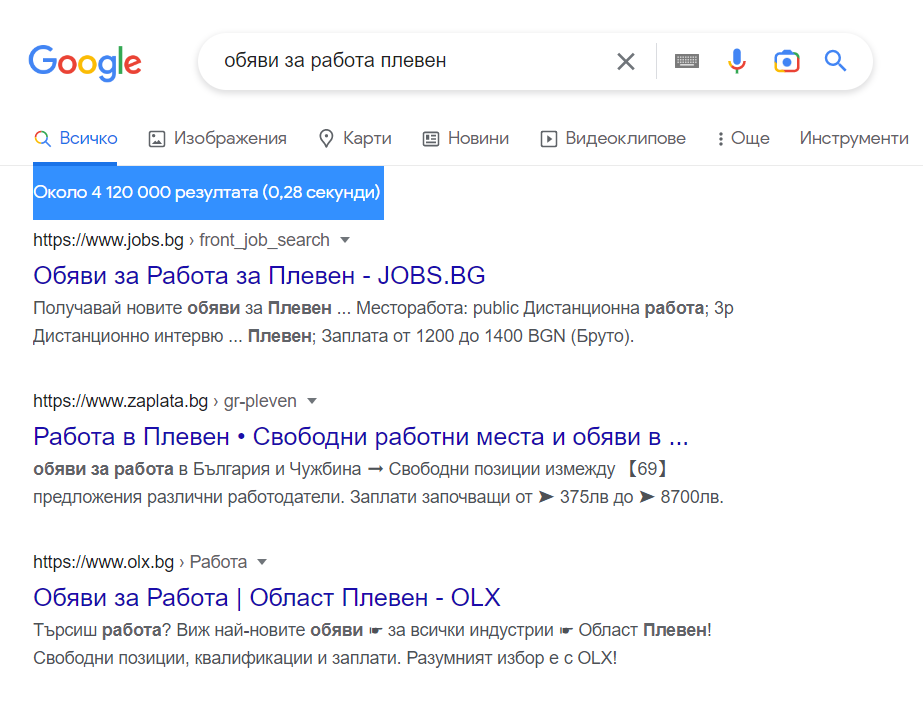 Google
обяви за работа плевен
Всичко Изображения Карти Новини Видеоклипове Още Инструменти
Около 4 120 000 резултата (0,28 секунди)
https://www.jobs.bg › front_job_search
Обяви за Работа за Плевен - JOBS.BG
Получавай новите обяви за Плевен ... Месторабота: public Дистанционна работа; 3p
Дистанционно интервю ... Плевен; Заплата от 1200 до 1400 BGN (Бруто).
https://www.zaplata.bg › gr-pleven
Работа в Плевен • Свободни работни места и обяви в ...
обяви за работа в България и Чужбина ➞ Свободни позиции измежду 【69】
предложения различни работодатели. Заплати започващи от ➤ 375лв до ➤ 8700лв.
https://www.olx.bg › Работа
Обяви за Работа | Област Плевен - OLX
Търсиш работа? Виж най-новите обяви ☛ за всички индустрии ☛ Област Плевен!
Свободни позиции, квалификации и заплати. Разумният избор е с OLX!